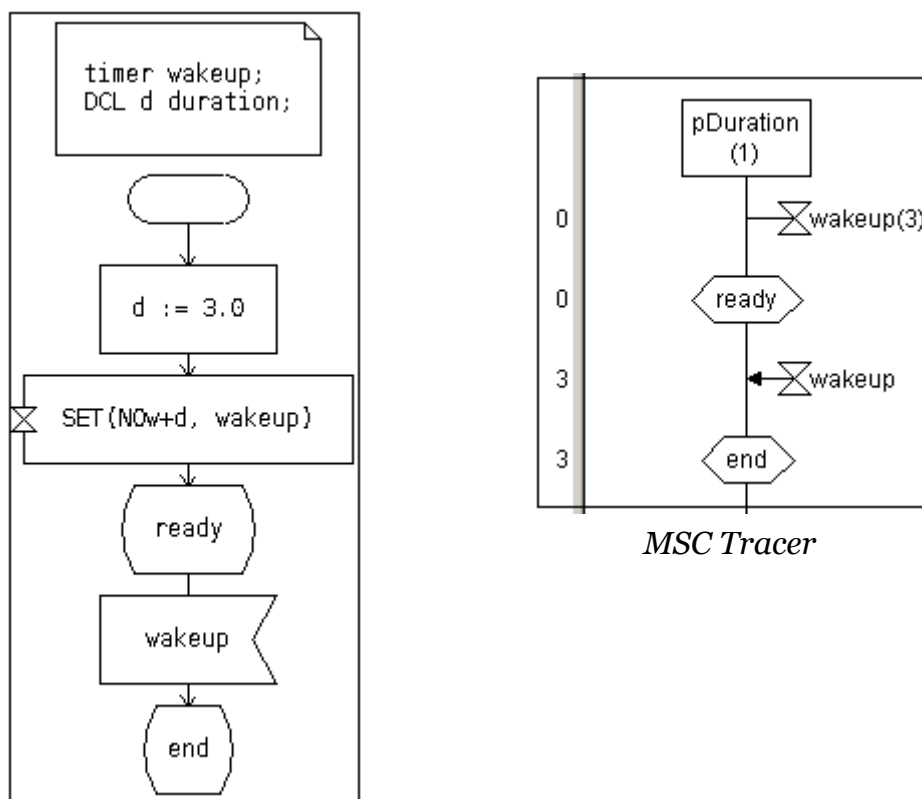 timer wakeup;
DCL d duration;
d := 3.0
SET(NOw+d, wakeup)
ready
wakeup
end
pDuration
(1)
0
wakeup(3)
0
ready
3
wakeup
3
end
MSC Tracer